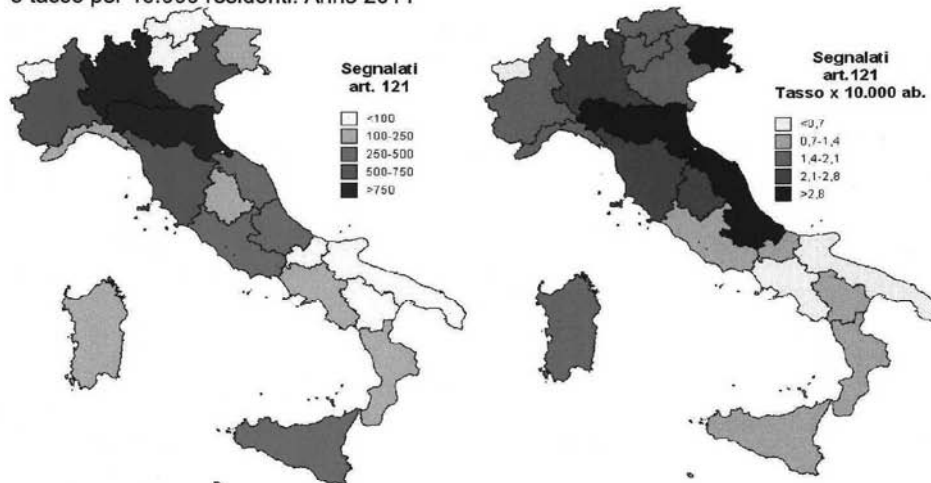 e tasso per 10.000 residenti. Anno 2011
Segnalati
art. 121
<100
100-250
250-500
500-750
>750
Segnalati
art.121
Tasso x 10.000 ab.
<0,7
0,7-1,4
1,4-2,1
2,1-2,8
>2,8